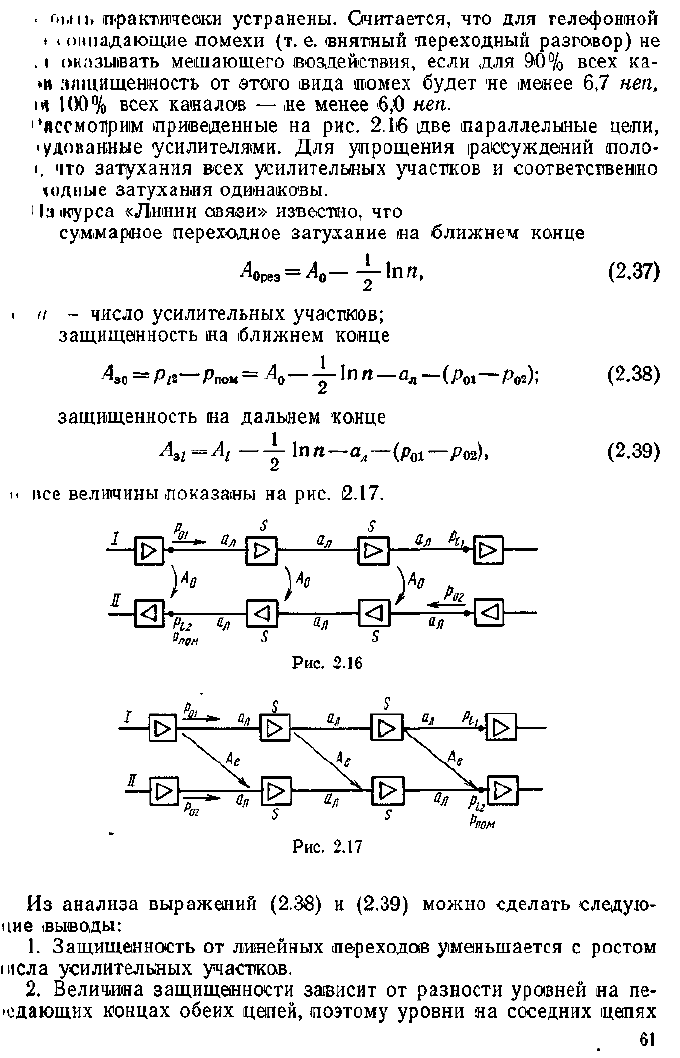 быть практически устранены. Считается, что для телефонной
совпадающие помехи (т. е. внятный переходный разговор) не
оказывать мешающего воздействия, если для 90% всех ка-
защищенность от этого вида помех будет не менее 6,7 неп,
100% всех каналов — не менее 6,0 неп.
Рассмотрим приведенные на рис. 2.16 две параллельные цепи,
усилителями. Для упрощения рассуждений поло-
что затухания всех усилительных участков и соответственно
затухания одинаковы.
Из курса «Линии связи» известно, что
суммарное переходное затухание на ближнем конце
A₀рез = A₀ — 1/2 ln n, (2.37)
n – число усилительных участков;
защищенность на ближнем конце
Aз₀ = pl₂ — pпом = A₀ — 1/2 ln n — aл — (p₀₁ — p₀₂); (2.38)
защищенность на дальнем конце
Aзl = Al — 1/2 ln n — aл — (p₀₁ — p₀₂), (2.39)
все величины показаны на рис. 2.17.
I P₀₁ aл S aл S aл Pl₁
A₀ A₀ A₀
II Pl₂ aл aл P₀₂ aл
Pпом S S
Рис. 2.16
I P₀₁ aл S aл S aл Pl₁
Al Al Al
II P₀₂ aл S aл S aл Pl₂
Pпом
Рис. 2.17
Из анализа выражений (2.38) и (2.39) можно сделать следую-
щие выводы:
1. Защищенность от линейных переходов уменьшается с ростом
числа усилительных участков.
2. Величина защищенности зависит от разности уровней на пе-
редающих концах обеих цепей, поэтому уровни на соседних цепях
61